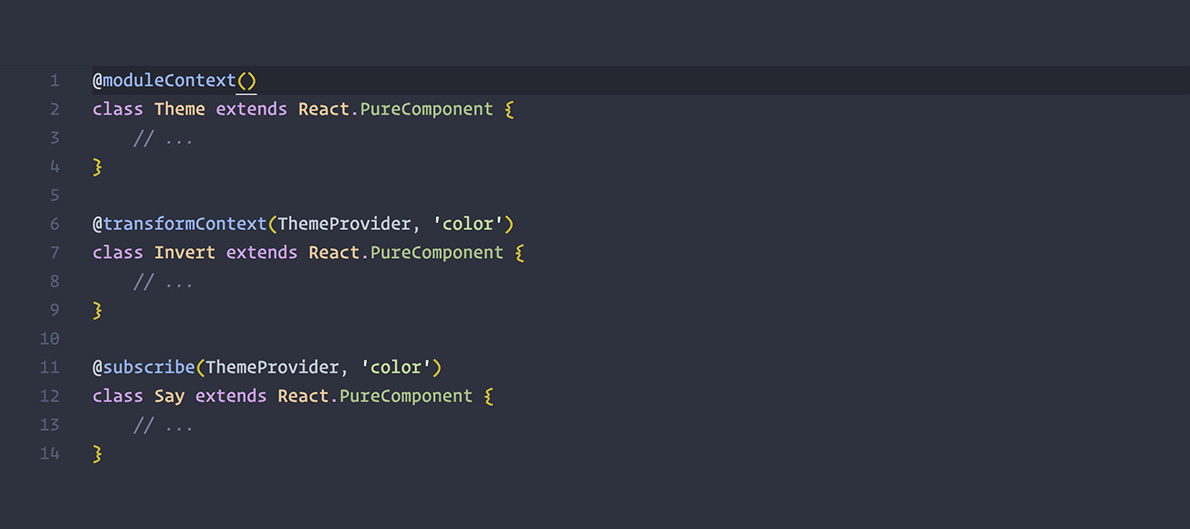 1 @moduleContext()
2 class Theme extends React.PureComponent {
3 // ...
4 }
5
6 @transformContext(ThemeProvider, 'color')
7 class Invert extends React.PureComponent {
8 // ...
9 }
10
11 @subscribe(ThemeProvider, 'color')
12 class Say extends React.PureComponent {
13 // ...
14 }